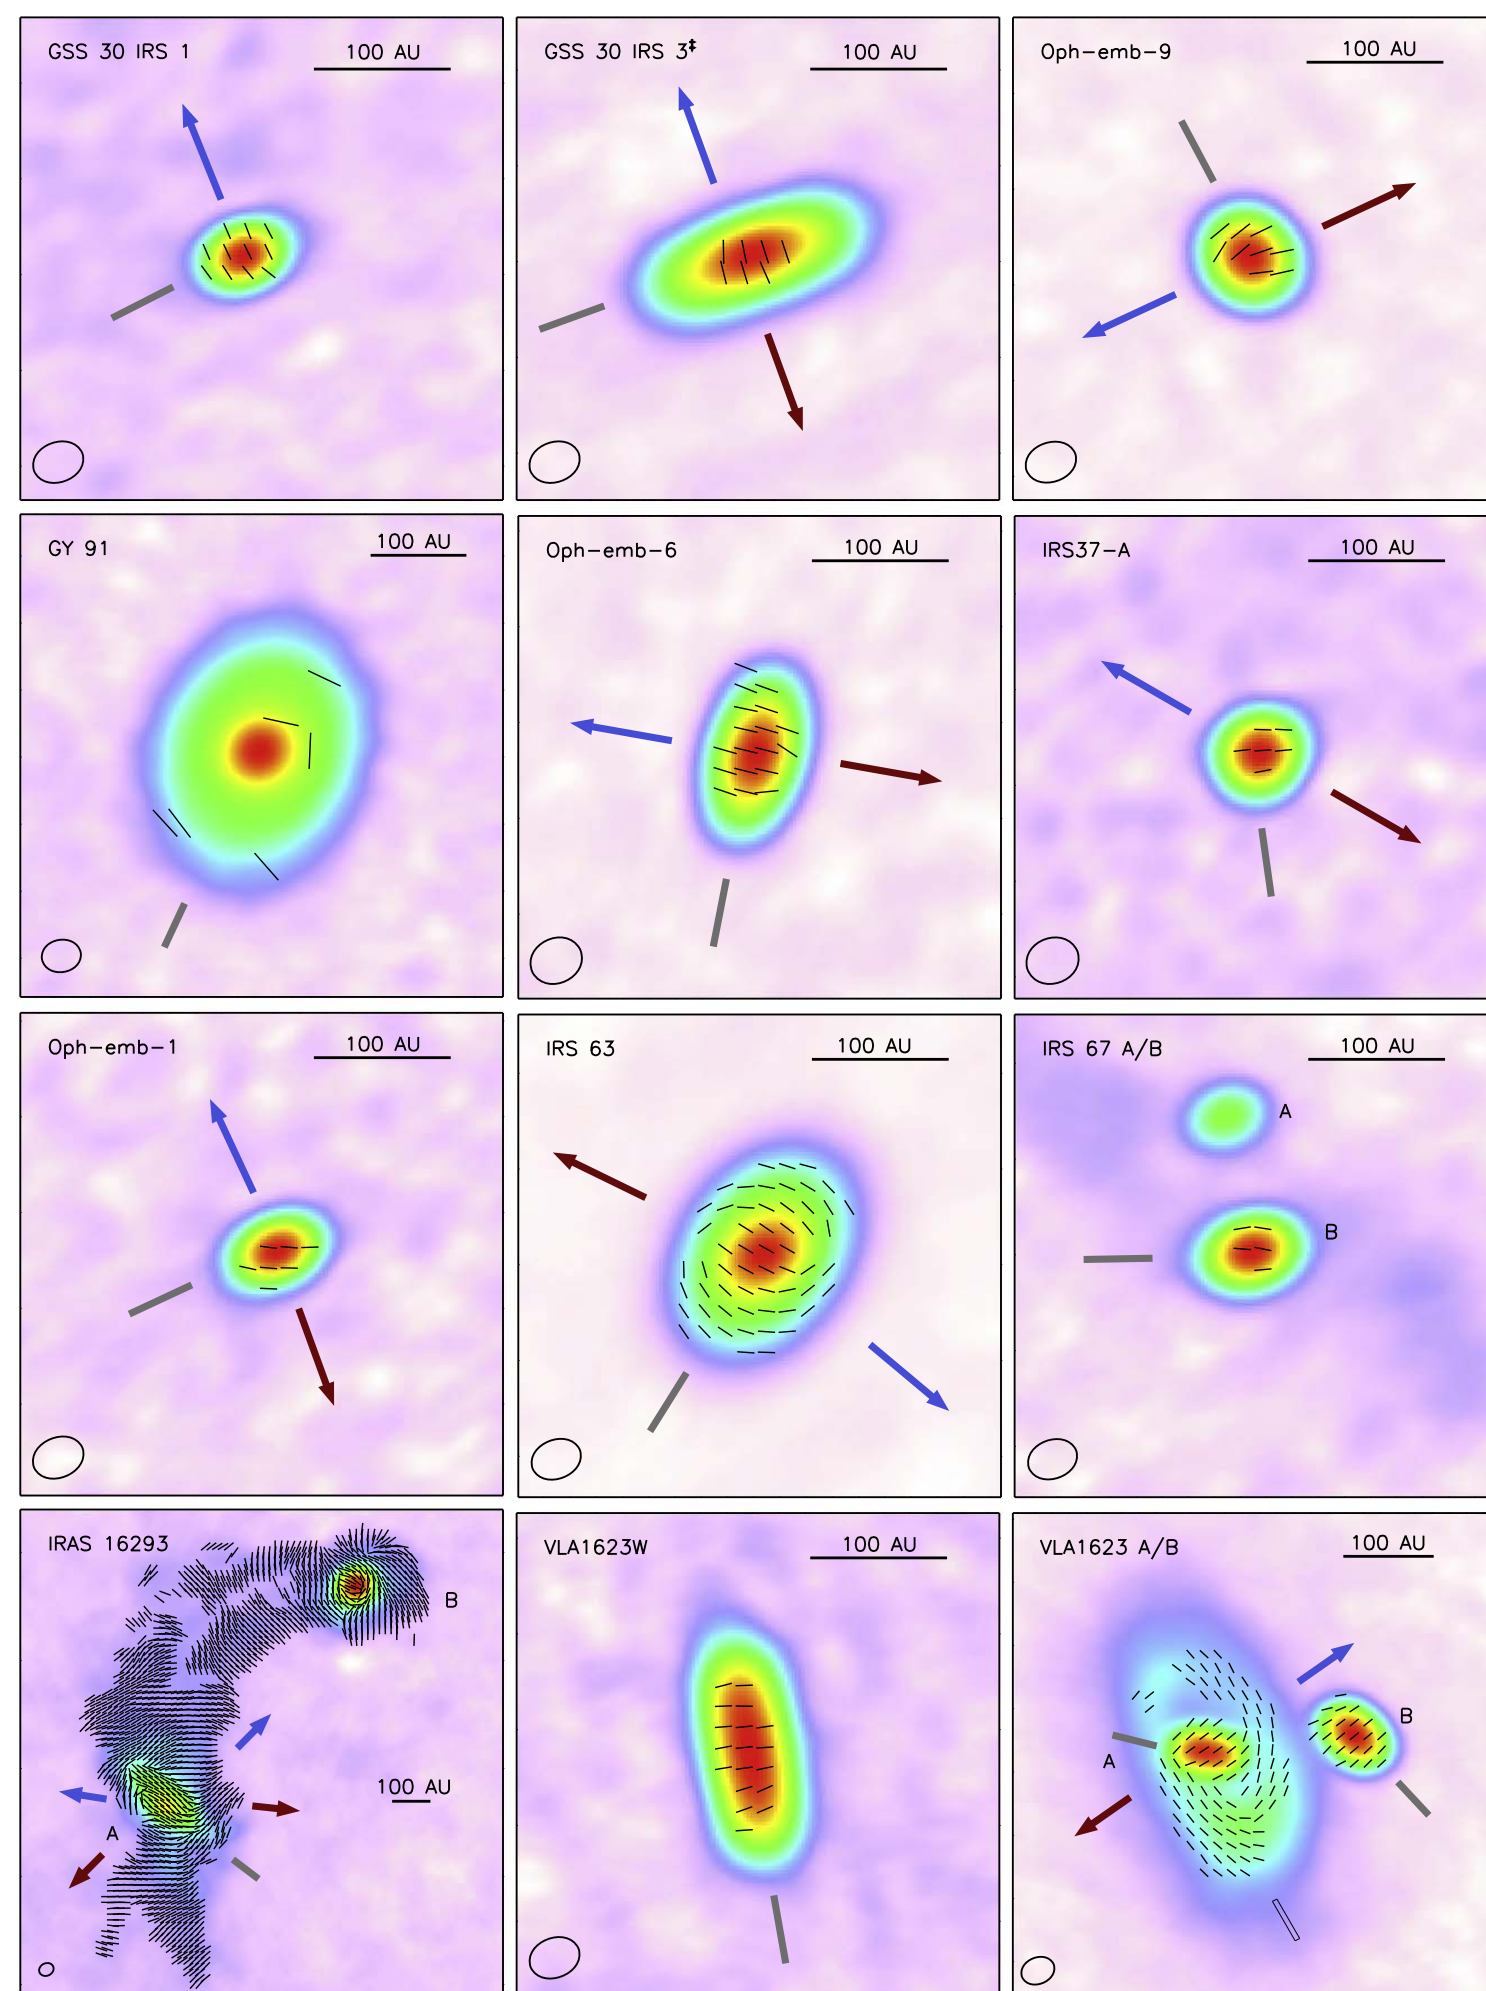 GSS 30 IRS 1
100 AU
GSS 30 IRS 3‡
100 AU
Oph-emb-9
100 AU
GY 91
100 AU
Oph-emb-6
100 AU
IRS37-A
100 AU
Oph-emb-1
100 AU
IRS 63
100 AU
IRS 67 A/B
100 AU
A
B
IRAS 16293
B
100 AU
A
VLA1623W
100 AU
VLA1623 A/B
100 AU
B
A